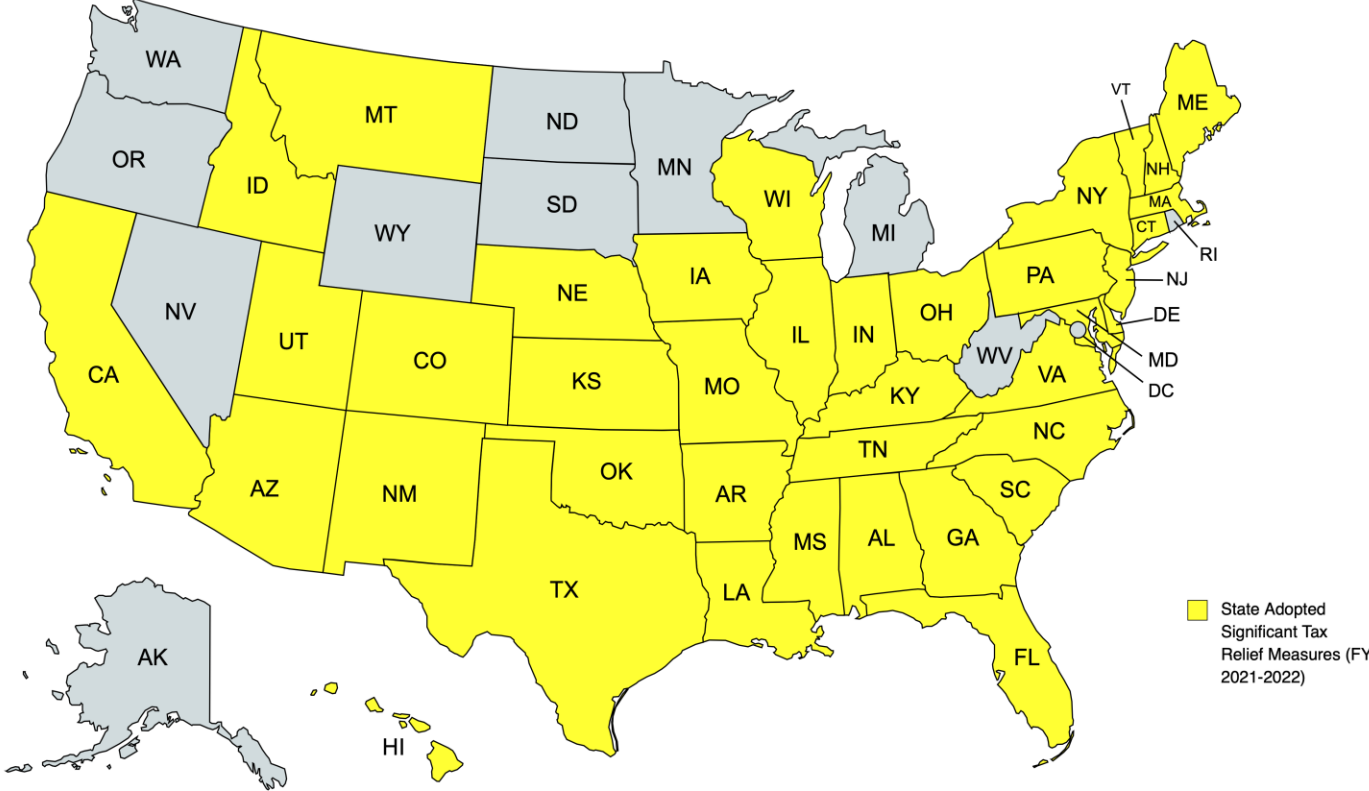 WA
MT
ND
MN
VT
ME
OR
ID
SD
WI
NH
NY
MA
CT
RI
WY
MI
IA
PA
NJ
NV
NE
OH
DE
UT
CO
IL
IN
WV
MD
CA
KS
MO
KY
VA
DC
TN
NC
AZ
NM
OK
AR
SC
MS
AL
GA
TX
LA
State Adopted
Significant Tax
Relief Measures (FY
2021-2022)
AK
FL
HI